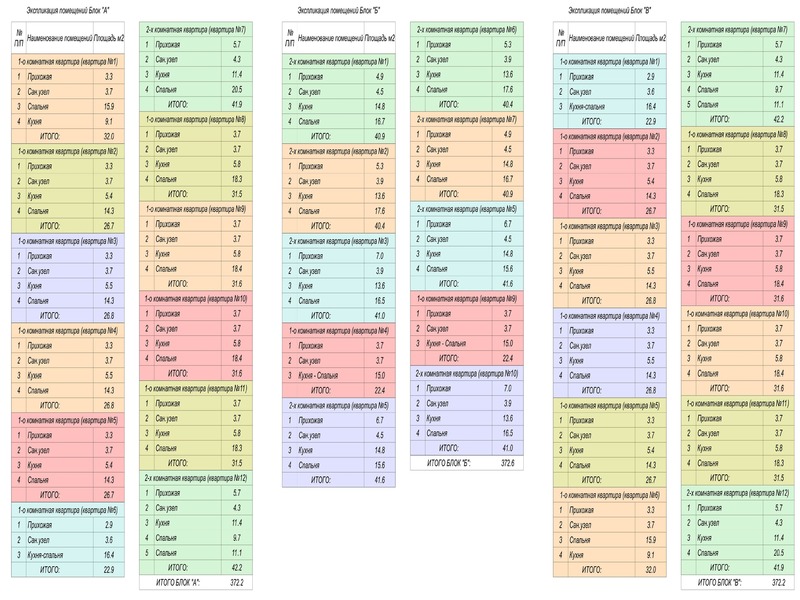 Экспликация помещений Блок "А"
№ П/П Наименование помещений Площадь м2
1-о комнатная квартира (квартира №1)
1 Прихожая 3.3
2 Сан.узел 3.7
3 Спальня 15.9
4 Кухня 9.1
ИТОГО: 32.0
1-о комнатная квартира (квартира №2)
1 Прихожая 3.3
2 Сан.узел 3.7
3 Кухня 5.4
4 Спальня 14.3
ИТОГО: 26.7
1-о комнатная квартира (квартира №3)
1 Прихожая 3.3
2 Сан.узел 3.7
3 Кухня 5.5
4 Спальня 14.3
ИТОГО: 26.8
1-о комнатная квартира (квартира №4)
1 Прихожая 3.3
2 Сан.узел 3.7
3 Кухня 5.5
4 Спальня 14.3
ИТОГО: 26.8
1-о комнатная квартира (квартира №5)
1 Прихожая 3.3
2 Сан.узел 3.7
3 Кухня 5.4
4 Спальня 14.3
ИТОГО: 26.7
1-о комнатная квартира (квартира №6)
1 Прихожая 2.9
2 Сан.узел 3.6
3 Кухня-спальня 16.4
ИТОГО: 22.9
2-х комнатная квартира (квартира №7)
1 Прихожая 5.7
2 Сан.узел 4.3
3 Кухня 11.4
4 Спальня 20.5
ИТОГО: 41.9
1-о комнатная квартира (квартира №8)
1 Прихожая 3.7
2 Сан.узел 3.7
3 Кухня 5.8
4 Спальня 18.3
ИТОГО: 31.5
1-о комнатная квартира (квартира №9)
1 Прихожая 3.7
2 Сан.узел 3.7
3 Кухня 5.8
4 Спальня 18.4
ИТОГО: 31.6
1-о комнатная квартира (квартира №10)
1 Прихожая 3.7
2 Сан.узел 3.7
3 Кухня 5.8
4 Спальня 18.4
ИТОГО: 31.6
1-о комнатная квартира (квартира №11)
1 Прихожая 3.7
2 Сан.узел 3.7
3 Кухня 5.8
4 Спальня 18.3
ИТОГО: 31.5
2-х комнатная квартира (квартира №12)
1 Прихожая 5.7
2 Сан.узел 4.3
3 Кухня 11.4
4 Спальня 9.7
5 Спальня 11.1
ИТОГО: 42.2
ИТОГО БЛОК "А": 372.2
Экспликация помещений Блок "Б"
№ П/П Наименование помещений Площадь м2
2-х комнатная квартира (квартира №1)
1 Прихожая 4.9
2 Сан.узел 4.5
3 Кухня 14.8
4 Спальня 16.7
ИТОГО: 40.9
2-х комнатная квартира (квартира №2)
1 Прихожая 5.3
2 Сан.узел 3.9
3 Кухня 13.6
4 Спальня 17.6
ИТОГО: 40.4
2-х комнатная квартира (квартира №3)
1 Прихожая 7.0
2 Сан.узел 3.9
3 Кухня 13.6
4 Спальня 16.5
ИТОГО: 41.0
1-о комнатная квартира (квартира №4)
1 Прихожая 3.7
2 Сан.узел 3.7
3 Кухня - Спальня 15.0
ИТОГО: 22.4
2-х комнатная квартира (квартира №5)
1 Прихожая 6.7
2 Сан.узел 4.5
3 Кухня 14.8
4 Спальня 15.6
ИТОГО: 41.6
2-х комнатная квартира (квартира №6)
1 Прихожая 5.3
2 Сан.узел 3.9
3 Кухня 13.6
4 Спальня 17.6
ИТОГО: 40.4
2-х комнатная квартира (квартира №7)
1 Прихожая 4.9
2 Сан.узел 4.5
3 Кухня 14.8
4 Спальня 16.7
ИТОГО: 40.9
2-х комнатная квартира (квартира №5)
1 Прихожая 6.7
2 Сан.узел 4.5
3 Кухня 14.8
4 Спальня 15.6
ИТОГО: 41.6
1-о комнатная квартира (квартира №9)
1 Прихожая 3.7
2 Сан.узел 3.7
3 Кухня - Спальня 15.0
ИТОГО: 22.4
2-х комнатная квартира (квартира №10)
1 Прихожая 7.0
2 Сан.узел 3.9
3 Кухня 13.6
4 Спальня 16.5
ИТОГО: 41.0
ИТОГО БЛОК "Б": 372.6
Экспликация помещений Блок "В"
№ П/П Наименование помещений Площадь м2
1-о комнатная квартира (квартира №1)
1 Прихожая 2.9
2 Сан.узел 3.6
3 Кухня-спальня 16.4
ИТОГО: 22.9
1-о комнатная квартира (квартира №2)
1 Прихожая 3.3
2 Сан.узел 3.7
3 Кухня 5.4
4 Спальня 14.3
ИТОГО: 26.7
1-о комнатная квартира (квартира №3)
1 Прихожая 3.3
2 Сан.узел 3.7
3 Кухня 5.5
4 Спальня 14.3
ИТОГО: 26.8
1-о комнатная квартира (квартира №4)
1 Прихожая 3.3
2 Сан.узел 3.7
3 Кухня 5.5
4 Спальня 14.3
ИТОГО: 26.8
1-о комнатная квартира (квартира №5)
1 Прихожая 3.3
2 Сан.узел 3.7
3 Кухня 5.4
4 Спальня 14.3
ИТОГО: 26.7
1-о комнатная квартира (квартира №6)
1 Прихожая 3.3
2 Сан.узел 3.7
3 Спальня 15.9
4 Кухня 9.1
ИТОГО: 32.0
2-х комнатная квартира (квартира №7)
1 Прихожая 5.7
2 Сан.узел 4.3
3 Кухня 11.4
4 Спальня 9.7
5 Спальня 11.1
ИТОГО: 42.2
1-о комнатная квартира (квартира №8)
1 Прихожая 3.7
2 Сан.узел 3.7
3 Кухня 5.8
4 Спальня 18.3
ИТОГО: 31.5
1-о комнатная квартира (квартира №9)
1 Прихожая 3.7
2 Сан.узел 3.7
3 Кухня 5.8
4 Спальня 18.4
ИТОГО: 31.6
1-о комнатная квартира (квартира №10)
1 Прихожая 3.7
2 Сан.узел 3.7
3 Кухня 5.8
4 Спальня 18.4
ИТОГО: 31.6
1-о комнатная квартира (квартира №11)
1 Прихожая 3.7
2 Сан.узел 3.7
3 Кухня 5.8
4 Спальня 18.3
ИТОГО: 31.5
2-х комнатная квартира (квартира №12)
1 Прихожая 5.7
2 Сан.узел 4.3
3 Кухня 11.4
4 Спальня 20.5
ИТОГО: 41.9
ИТОГО БЛОК "В": 372.2